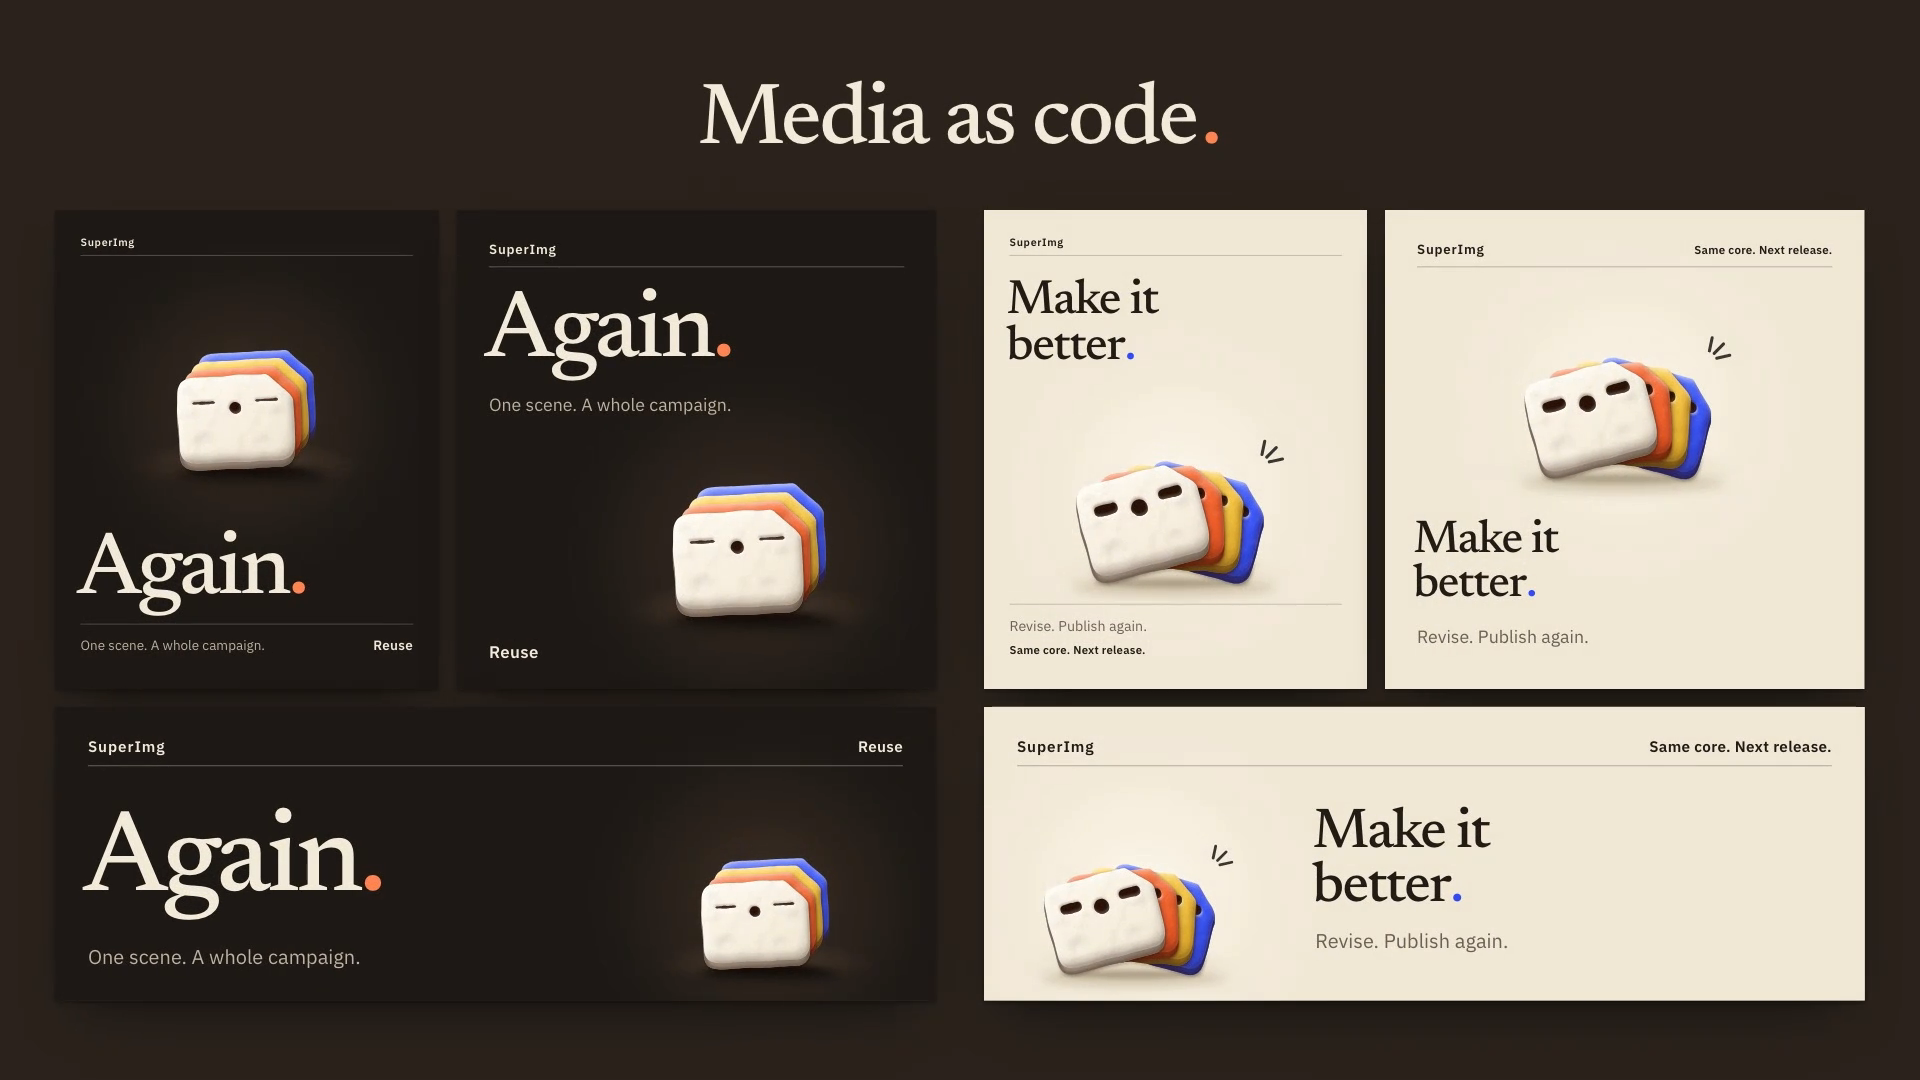 Media as code.
SuperImg
Again.
One scene. A whole campaign.
Reuse
SuperImg
Again.
One scene. A whole campaign.
Reuse
SuperImg
Make it
better.
Revise. Publish again.
Same core. Next release.
SuperImg
Same core. Next release.
Make it
better.
Revise. Publish again.
SuperImg
Reuse
Again.
One scene. A whole campaign.
SuperImg
Same core. Next release.
Make it
better.
Revise. Publish again.